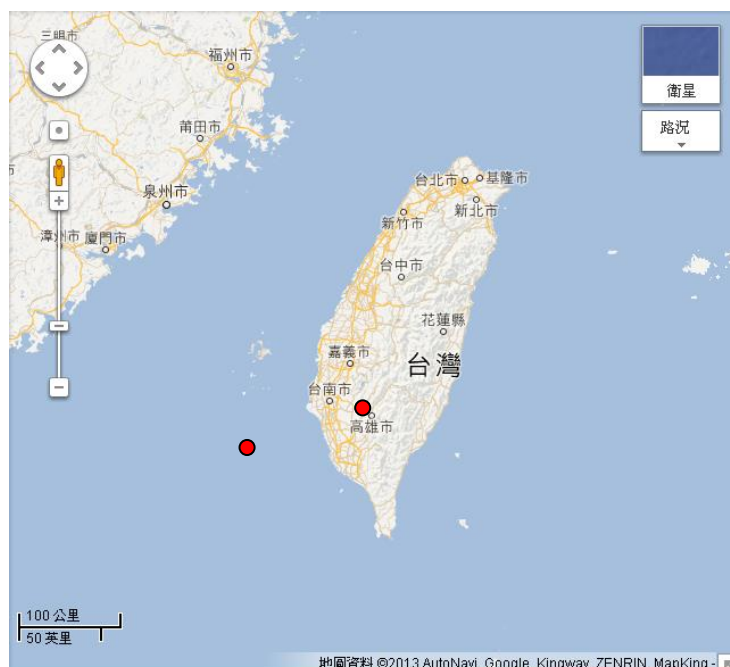 三明市
福州市
衛星
莆田市
路況
台北市
基隆市
泉州市
新北市
新竹市
漳州市
廈門市
台中市
花蓮縣
嘉義市
台灣
台南市
高雄市
100 公里
50 英里
地圖資料 ©2013 AutoNavi, Google, Kingway, ZENRIN, MapKing -